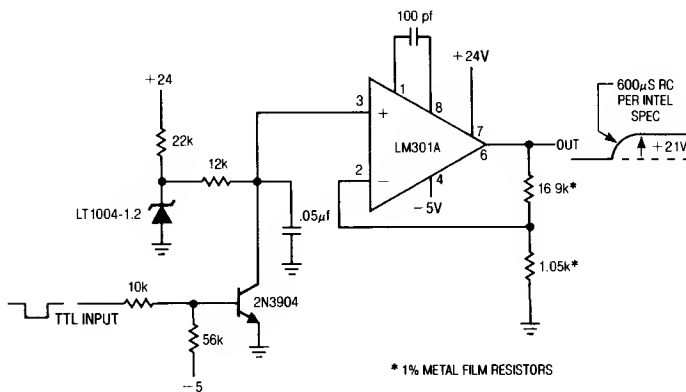 100 pf
+24V
+24
1
8
3
7
600µS RC
PER INTEL
SPEC
22k
+
LM301A
6
OUT
+21V
12k
2
−
4
−5V
16 9k*
LT1004-1.2
.05µf
10k
2N3904
1.05k*
TTL INPUT
56k
−5
* 1% METAL FILM RESISTORS